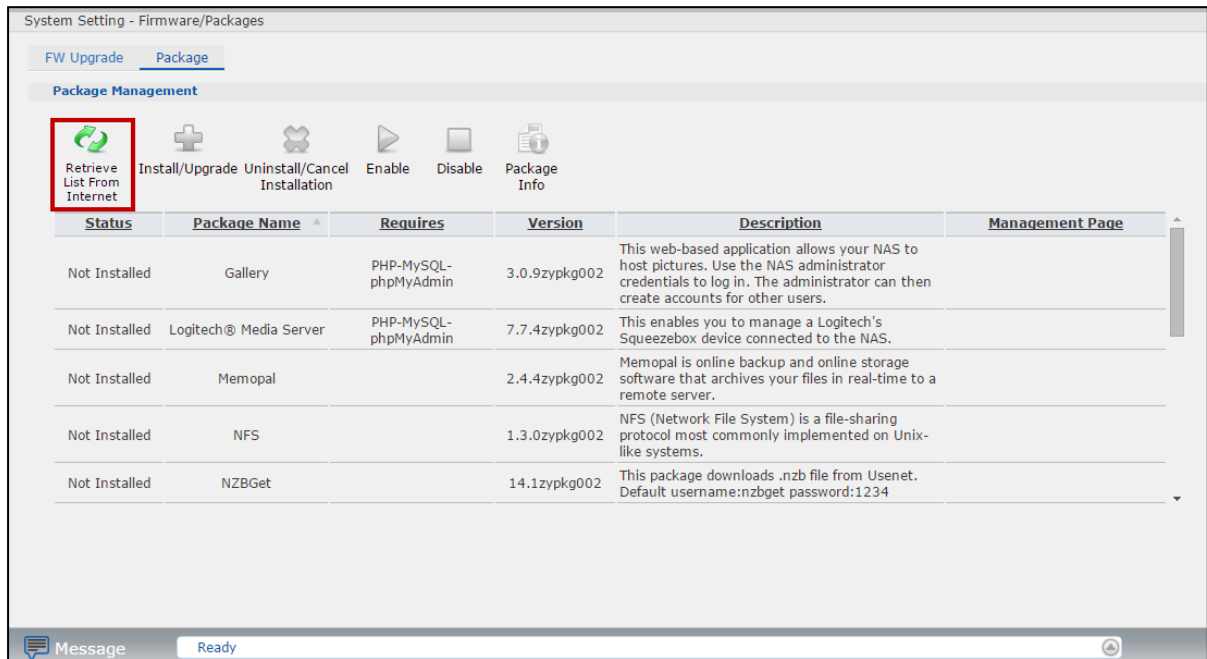 System Setting - Firmware/Packages
FW Upgrade Package
Package Management
Retrieve List From Internet
Install/Upgrade
Uninstall/Cancel Installation
Enable
Disable
Package Info
Status Package Name Requires Version Description Management Page
Not Installed Gallery PHP-MySQL-phpMyAdmin 3.0.9zypkg002 This web-based application allows your NAS to
host pictures. Use the NAS administrator
credentials to log in. The administrator can then
create accounts for other users.
Not Installed Logitech® Media Server PHP-MySQL-phpMyAdmin 7.7.4zypkg002 This enables you to manage a Logitech's
Squeezebox device connected to the NAS.
Not Installed Memopal 2.4.4zypkg002 Memopal is online backup and online storage
software that archives your files in real-time to a
remote server.
Not Installed NFS 1.3.0zypkg002 NFS (Network File System) is a file-sharing
protocol most commonly implemented on Unix-
like systems.
Not Installed NZBGet 14.1zypkg002 This package downloads .nzb file from Usenet.
Default username:nzbget password:1234
Message Ready